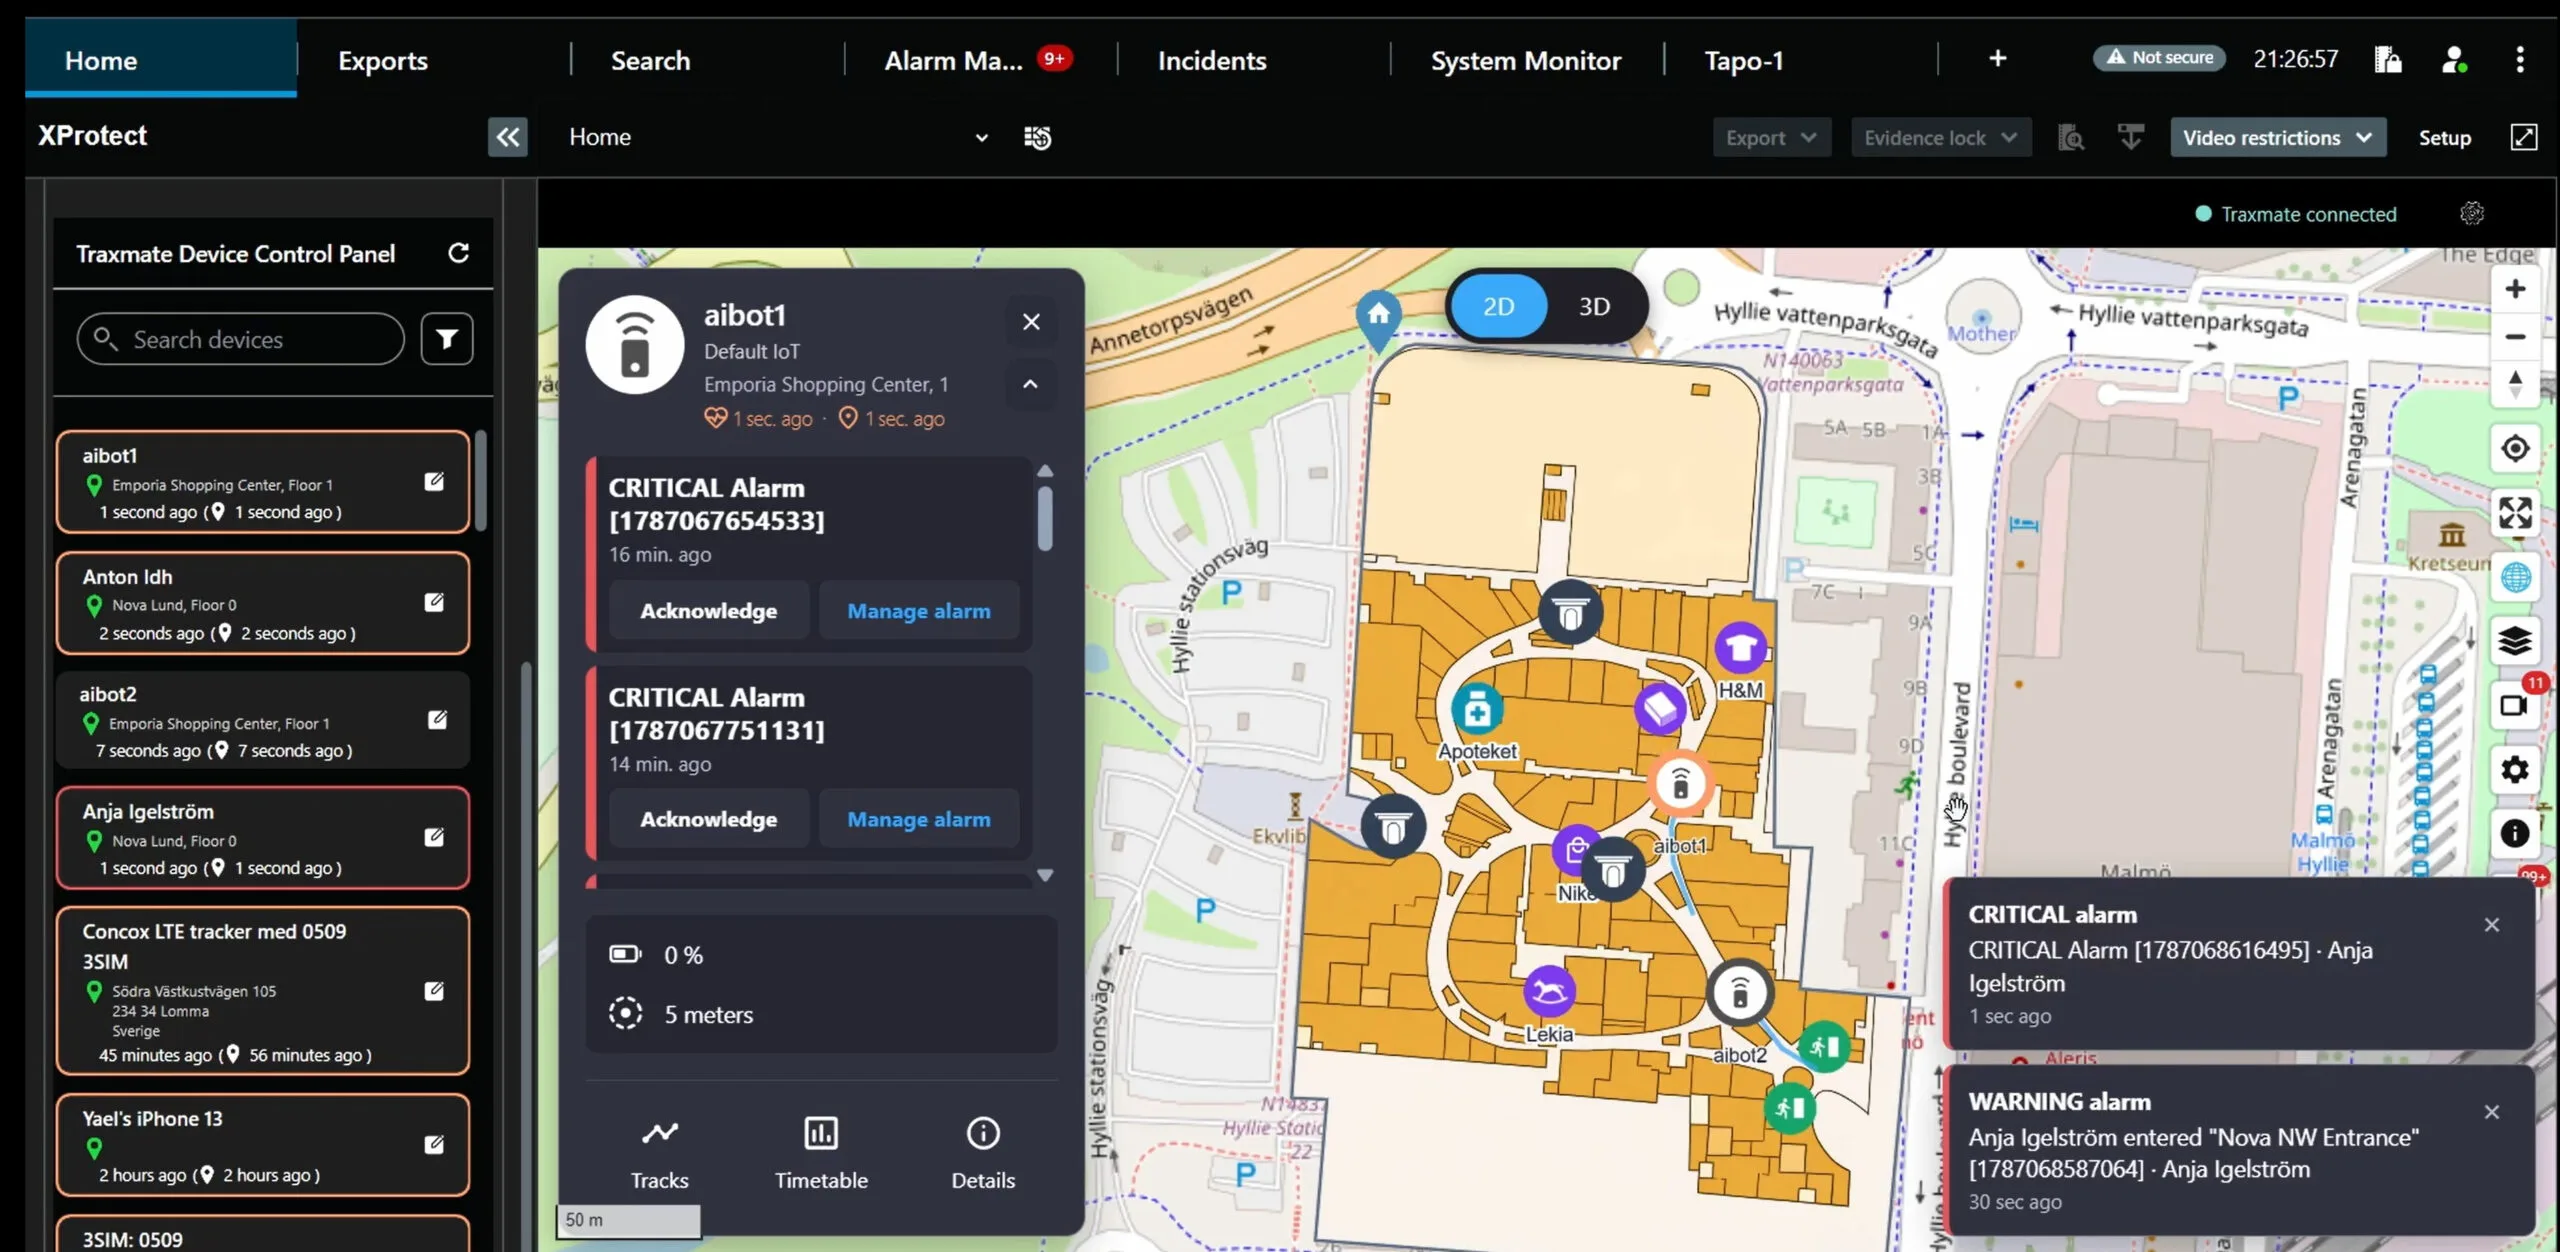 Home
Exports
Search
Alarm Ma...
9+
Incidents
System Monitor
Tapo-1
+
Not secure
21:26:57
XProtect
Home
Export
Evidence lock
Video restrictions
Setup
Traxmate connected
Traxmate Device Control Panel
Search devices
aibot1
Emporia Shopping Center, Floor 1
1 second ago ( 1 second ago )
Anton Idh
Nova Lund, Floor 0
2 seconds ago ( 2 seconds ago )
aibot2
Emporia Shopping Center, Floor 1
7 seconds ago ( 7 seconds ago )
Anja Igelström
Nova Lund, Floor 0
1 second ago ( 1 second ago )
Concox LTE tracker med 0509
3SIM
Södra Västkustvägen 105
234 34 Lomma
Sverige
45 minutes ago ( 56 minutes ago )
Yael's iPhone 13
2 hours ago ( 2 hours ago )
3SIM: 0509
aibot1
Default IoT
Emporia Shopping Center, 1
1 sec. ago · 1 sec. ago
CRITICAL Alarm
[1787067654533]
16 min. ago
Acknowledge
Manage alarm
CRITICAL Alarm
[1787067751131]
14 min. ago
Acknowledge
Manage alarm
0 %
5 meters
Tracks
Timetable
Details
50 m
2D
3D
Annetorpsvägen
Hyllie vattenparksgata
Hyllie vattenparksgata
The Edge
Mother
N140063
Vattenparksgata
5A
5B
1A
3B
5C
7C
9A
9B
9D
11C
P
P
P
P
P
Hyllie stationsväg
Hyllie stationsväg
Arenagatan
Arenagatan
Kretseum
H&M
Apoteket
aibot1
Nike
Lekia
aibot2
Ekvlib
N1483
Hyllie Static
22
Malmö
Hyllie
Malmö
Aleris
11
99+
CRITICAL alarm
CRITICAL Alarm [1787068616495] · Anja
Igelström
1 sec ago
WARNING alarm
Anja Igelström entered "Nova NW Entrance"
[1787068587064] · Anja Igelström
30 sec ago